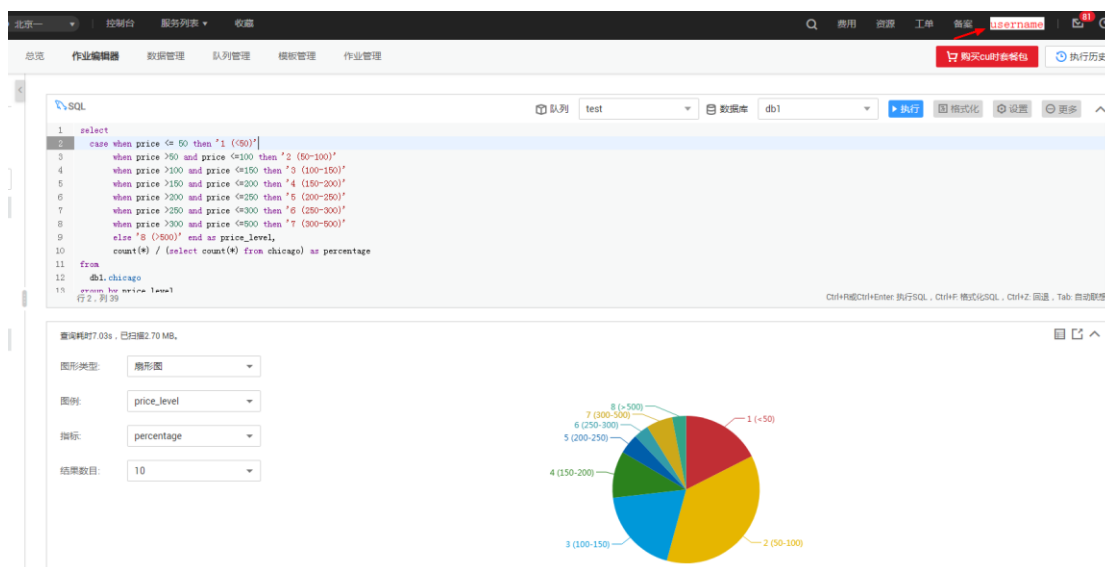 北京一 控制台 服务列表 收藏 费用 资源 工单 备案 username 81
总览 作业编辑器 数据管理 队列管理 模板管理 作业管理 购买cu时套餐包 执行历史
SQL 队列 test 数据库 db1 执行 格式化 设置 更多
1 select
2 case when price <= 50 then '1 (<50)'
3 when price >50 and price <=100 then '2 (50-100)'
4 when price >100 and price <=150 then '3 (100-150)'
5 when price >150 and price <=200 then '4 (150-200)'
6 when price >200 and price <=250 then '5 (200-250)'
7 when price >250 and price <=300 then '6 (250-300)'
8 when price >300 and price <=500 then '7 (300-500)'
9 else '8 (>500)' end as price_level,
10 count(*) / (select count(*) from chicago) as percentage
11 from
12 db1.chicago
13 group by price_level
行 2，列 39 Ctrl+R或Ctrl+Enter: 执行SQL，Ctrl+F: 格式化SQL，Ctrl+Z: 回退，Tab: 自动联想
查询耗时7.03s，已扫描2.70 MB。
图形类型: 扇形图
图例: price_level
指标: percentage
结果数目: 10
8 (>500)
7 (300-500)
1 (<50)
6 (250-300)
5 (200-250)
4 (150-200)
3 (100-150)
2 (50-100)